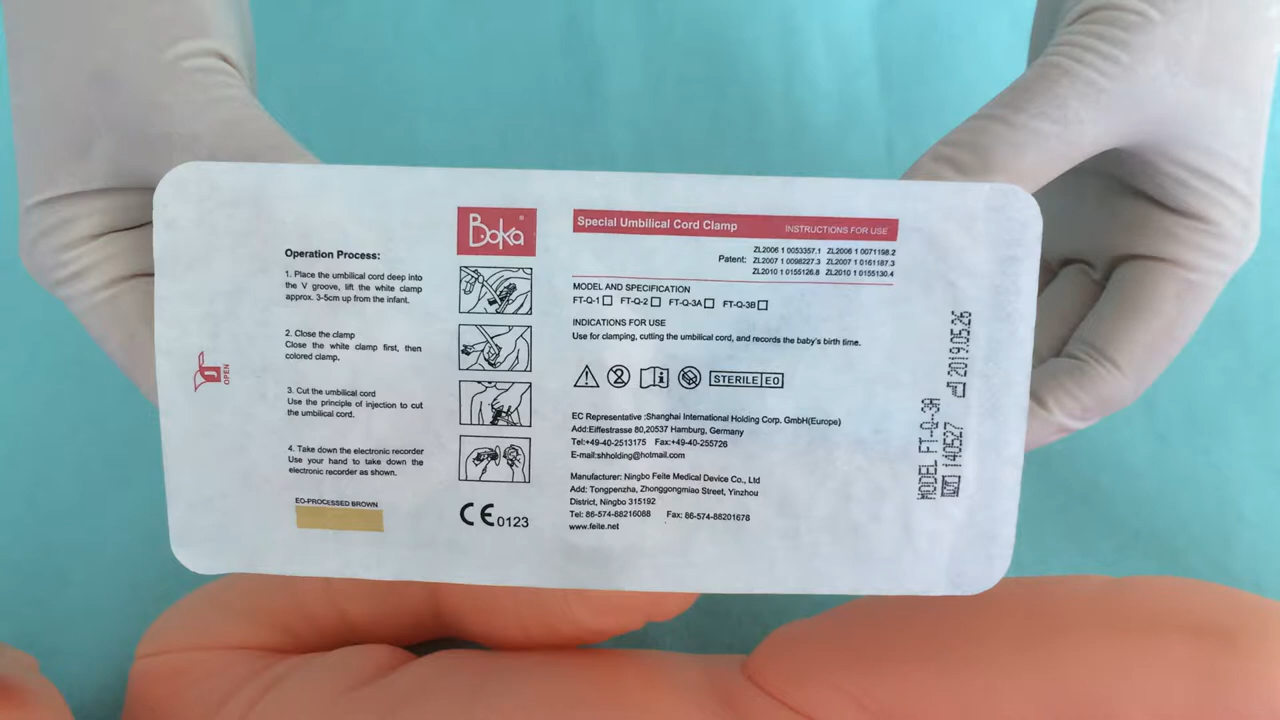 Operation Process:
1. Place the umbilical cord deep into
the V groove, lift the white clamp
approx. 3-5cm up from the infant.
2. Close the clamp
Close the white clamp first, then
colored clamp.
3. Cut the umbilical cord
Use the principle of injection to cut
the umbilical cord.
4. Take down the electronic recorder
Use your hand to take down the
electronic recorder as shown.
EO-PROCESSED BROWN
OPEN
Boka®
CE 0123
Special Umbilical Cord Clamp INSTRUCTIONS FOR USE
Patent:
ZL2006 1 0053357.1 ZL2006 1 0071198.2
ZL2007 1 0098227.3 ZL2007 1 0161187.3
ZL2010 1 0155126.8 ZL2010 1 0155130.4
MODEL AND SPECIFICATION
FT-Q-1 □ FT-Q-2 □ FT-Q-3A □ FT-Q-3B □
INDICATIONS FOR USE
Use for clamping, cutting the umbilical cord, and records the baby's birth time.
STERILE EO
EC Representative :Shanghai International Holding Corp. GmbH(Europe)
Add:Eiffestrasse 80,20537 Hamburg, Germany
Tel:+49-40-2513175 Fax:+49-40-255726
E-mail:shholding@hotmail.com
Manufacturer: Ningbo Feite Medical Device Co., Ltd
Add: Tongpenzha, Zhonggongmiao Street, Yinzhou
District, Ningbo 315192
Tel: 86-574-88216088 Fax: 86-574-88201678
www.feite.net
MODEL FT-Q-3A
LOT 140527 2019.05.26